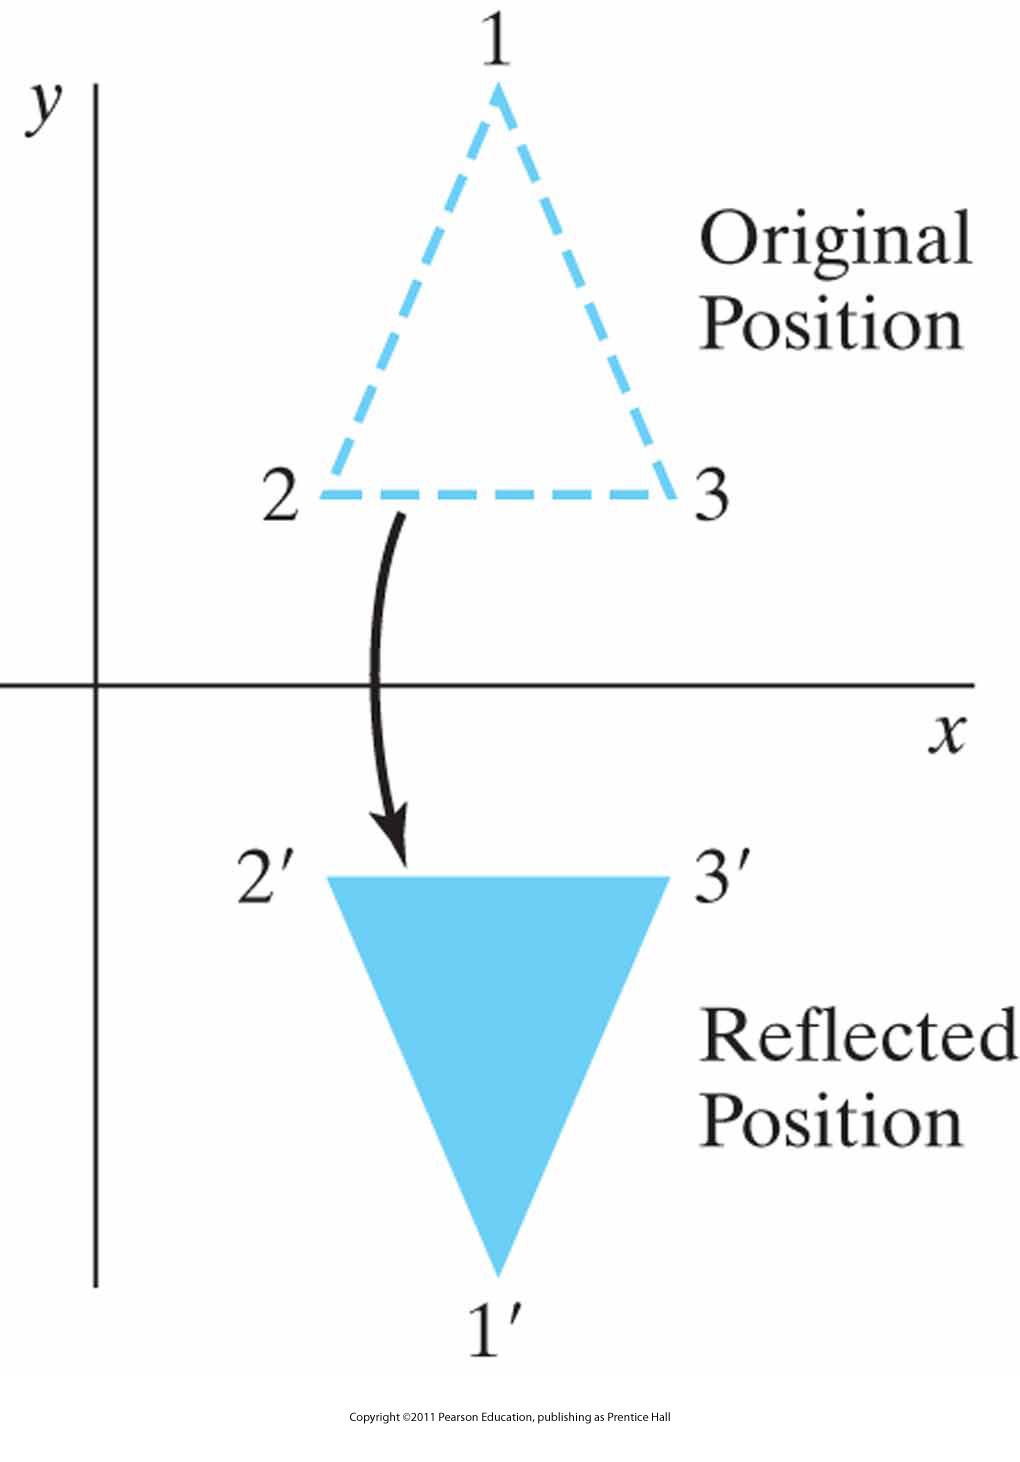 1
y
Original
Position
2
3
x
2′
3′
Reflected
Position
1′
Copyright ©2011 Pearson Education, publishing as Prentice Hall